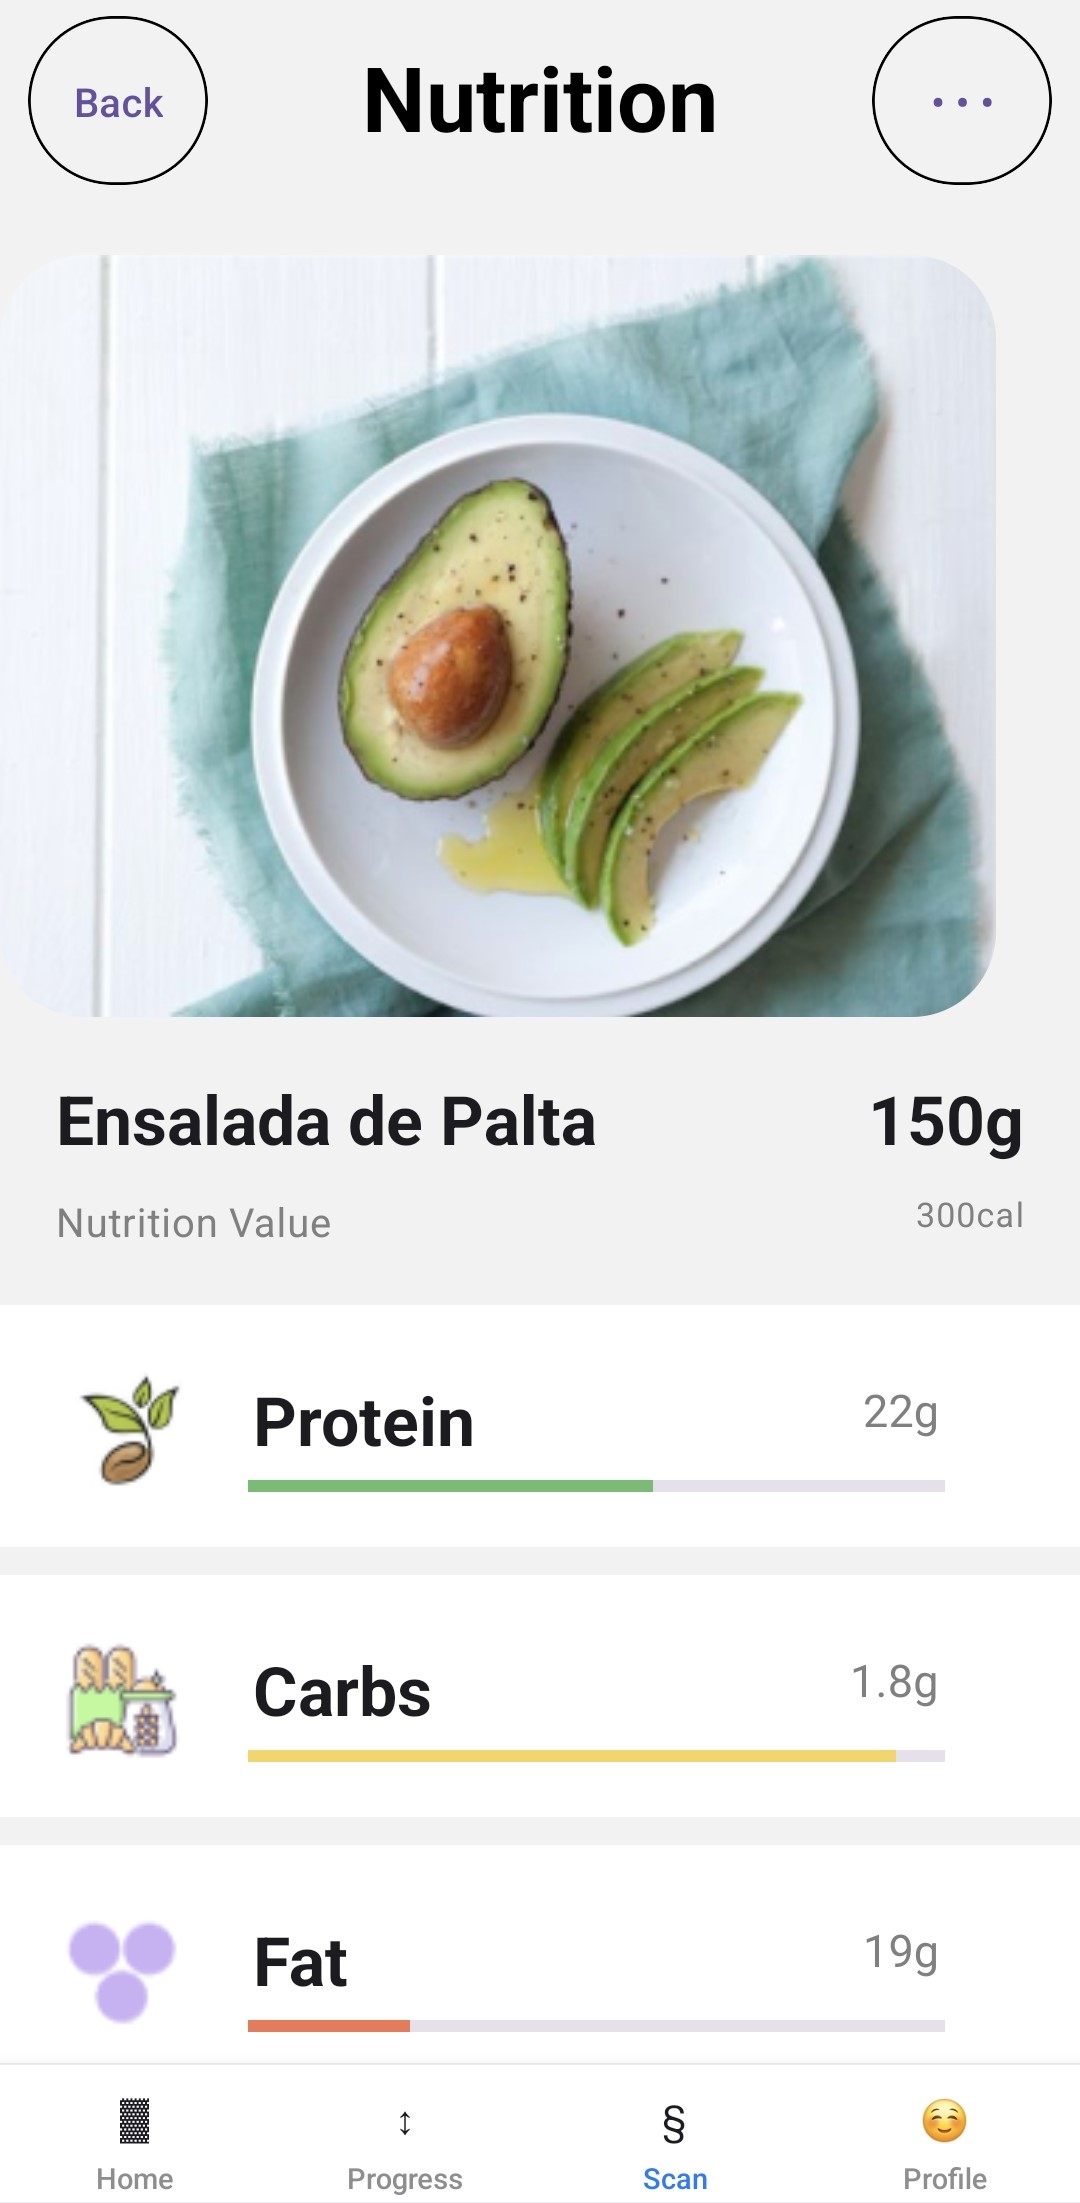 Back
Nutrition
...
Ensalada de Palta
150g
Nutrition Value
300cal
Protein
22g
Carbs
1.8g
Fat
19g
▓
↕
§
☺️
Home
Progress
Scan
Profile